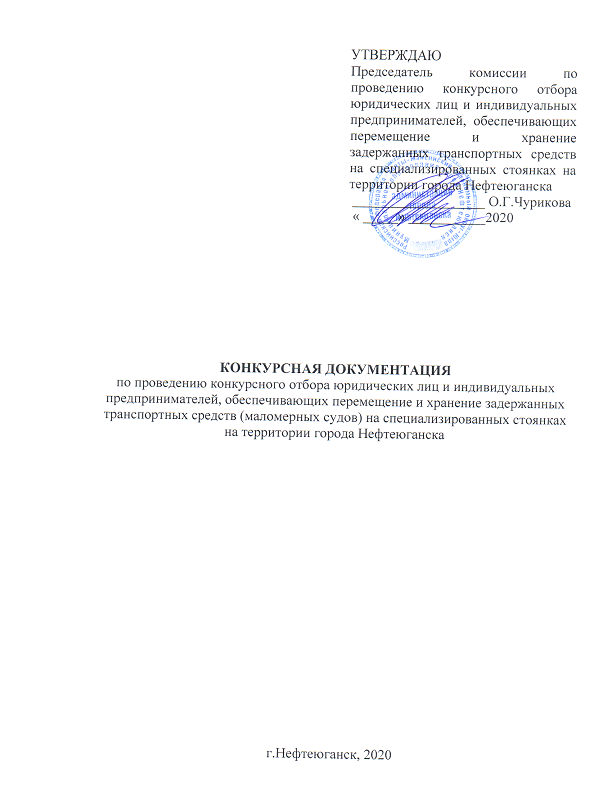 УТВЕРЖДАЮ
Председатель комиссии по
проведению конкурсного отбора
юридических лиц и индивидуальных
предпринимателей, обеспечивающих
перемещение и хранение
задержанных транспортных средств
на специализированных стоянках на
территории города Нефтеюганска
О.Г.Чурикова
« 2020
КОНКУРСНАЯ ДОКУМЕНТАЦИЯ
по проведению конкурсного отбора юридических лиц и индивидуальных
предпринимателей, обеспечивающих перемещение и хранение задержанных
транспортных средств (маломерных судов) на специализированных стоянках
на территории города Нефтеюганска
г.Нефтеюганск, 2020